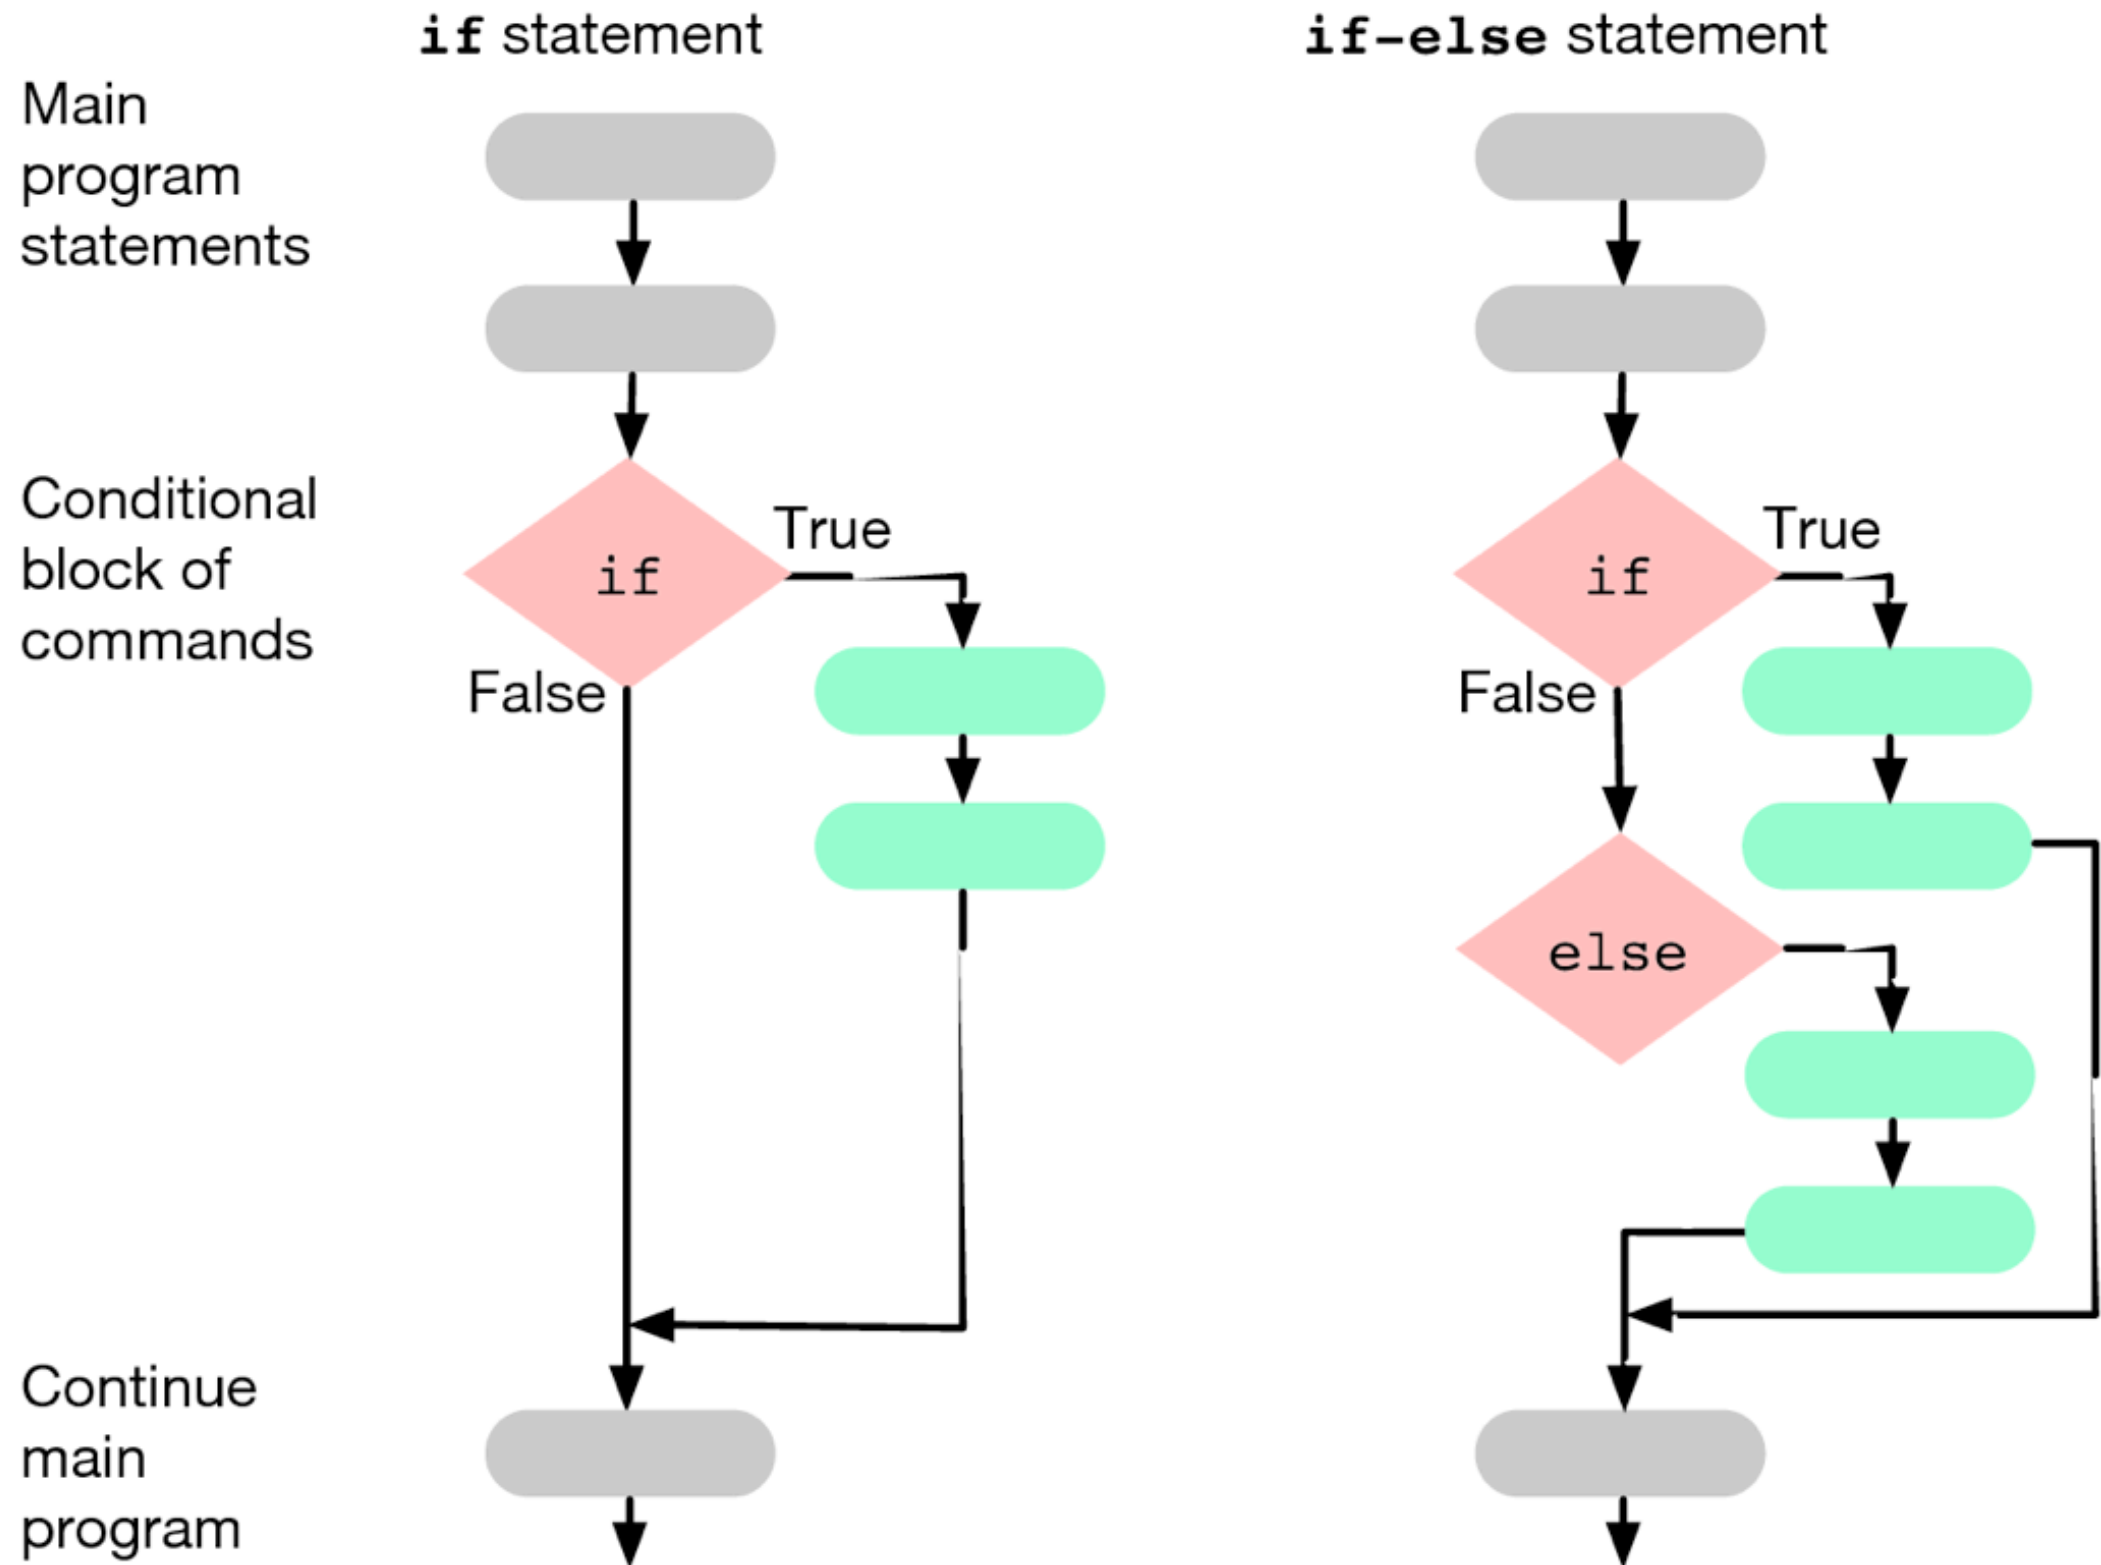 if statement
if-else statement
Main
program
statements
Conditional
block of
commands
if
True
False
if
True
False
else
Continue
main
program